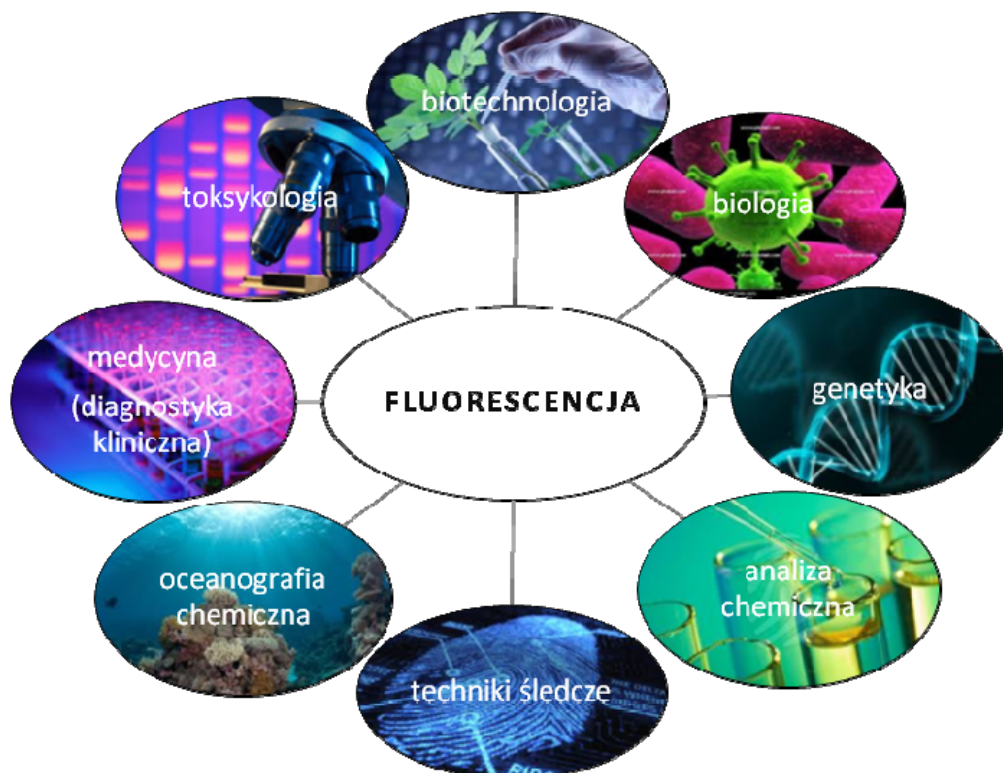 biotechnologia
toksykologia
biologia
medycyna
(diagnostyka
kliniczna)
FLUORESCENCJA
genetyka
oceanografia
chemiczna
analiza
chemiczna
techniki śledcze